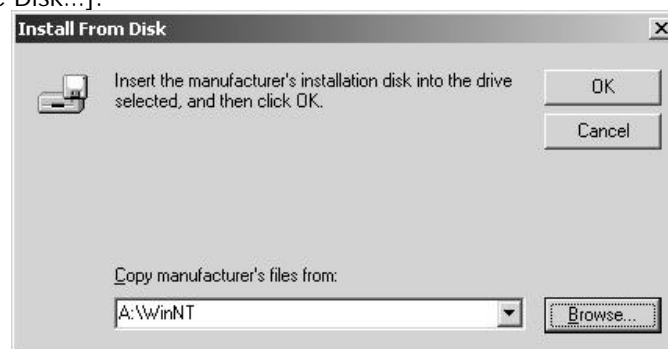 Disk...].
Install From Disk
Insert the manufacturer's installation disk into the drive
selected, and then click OK.
OK
Cancel
Copy manufacturer's files from:
A:\WinNT
Browse...